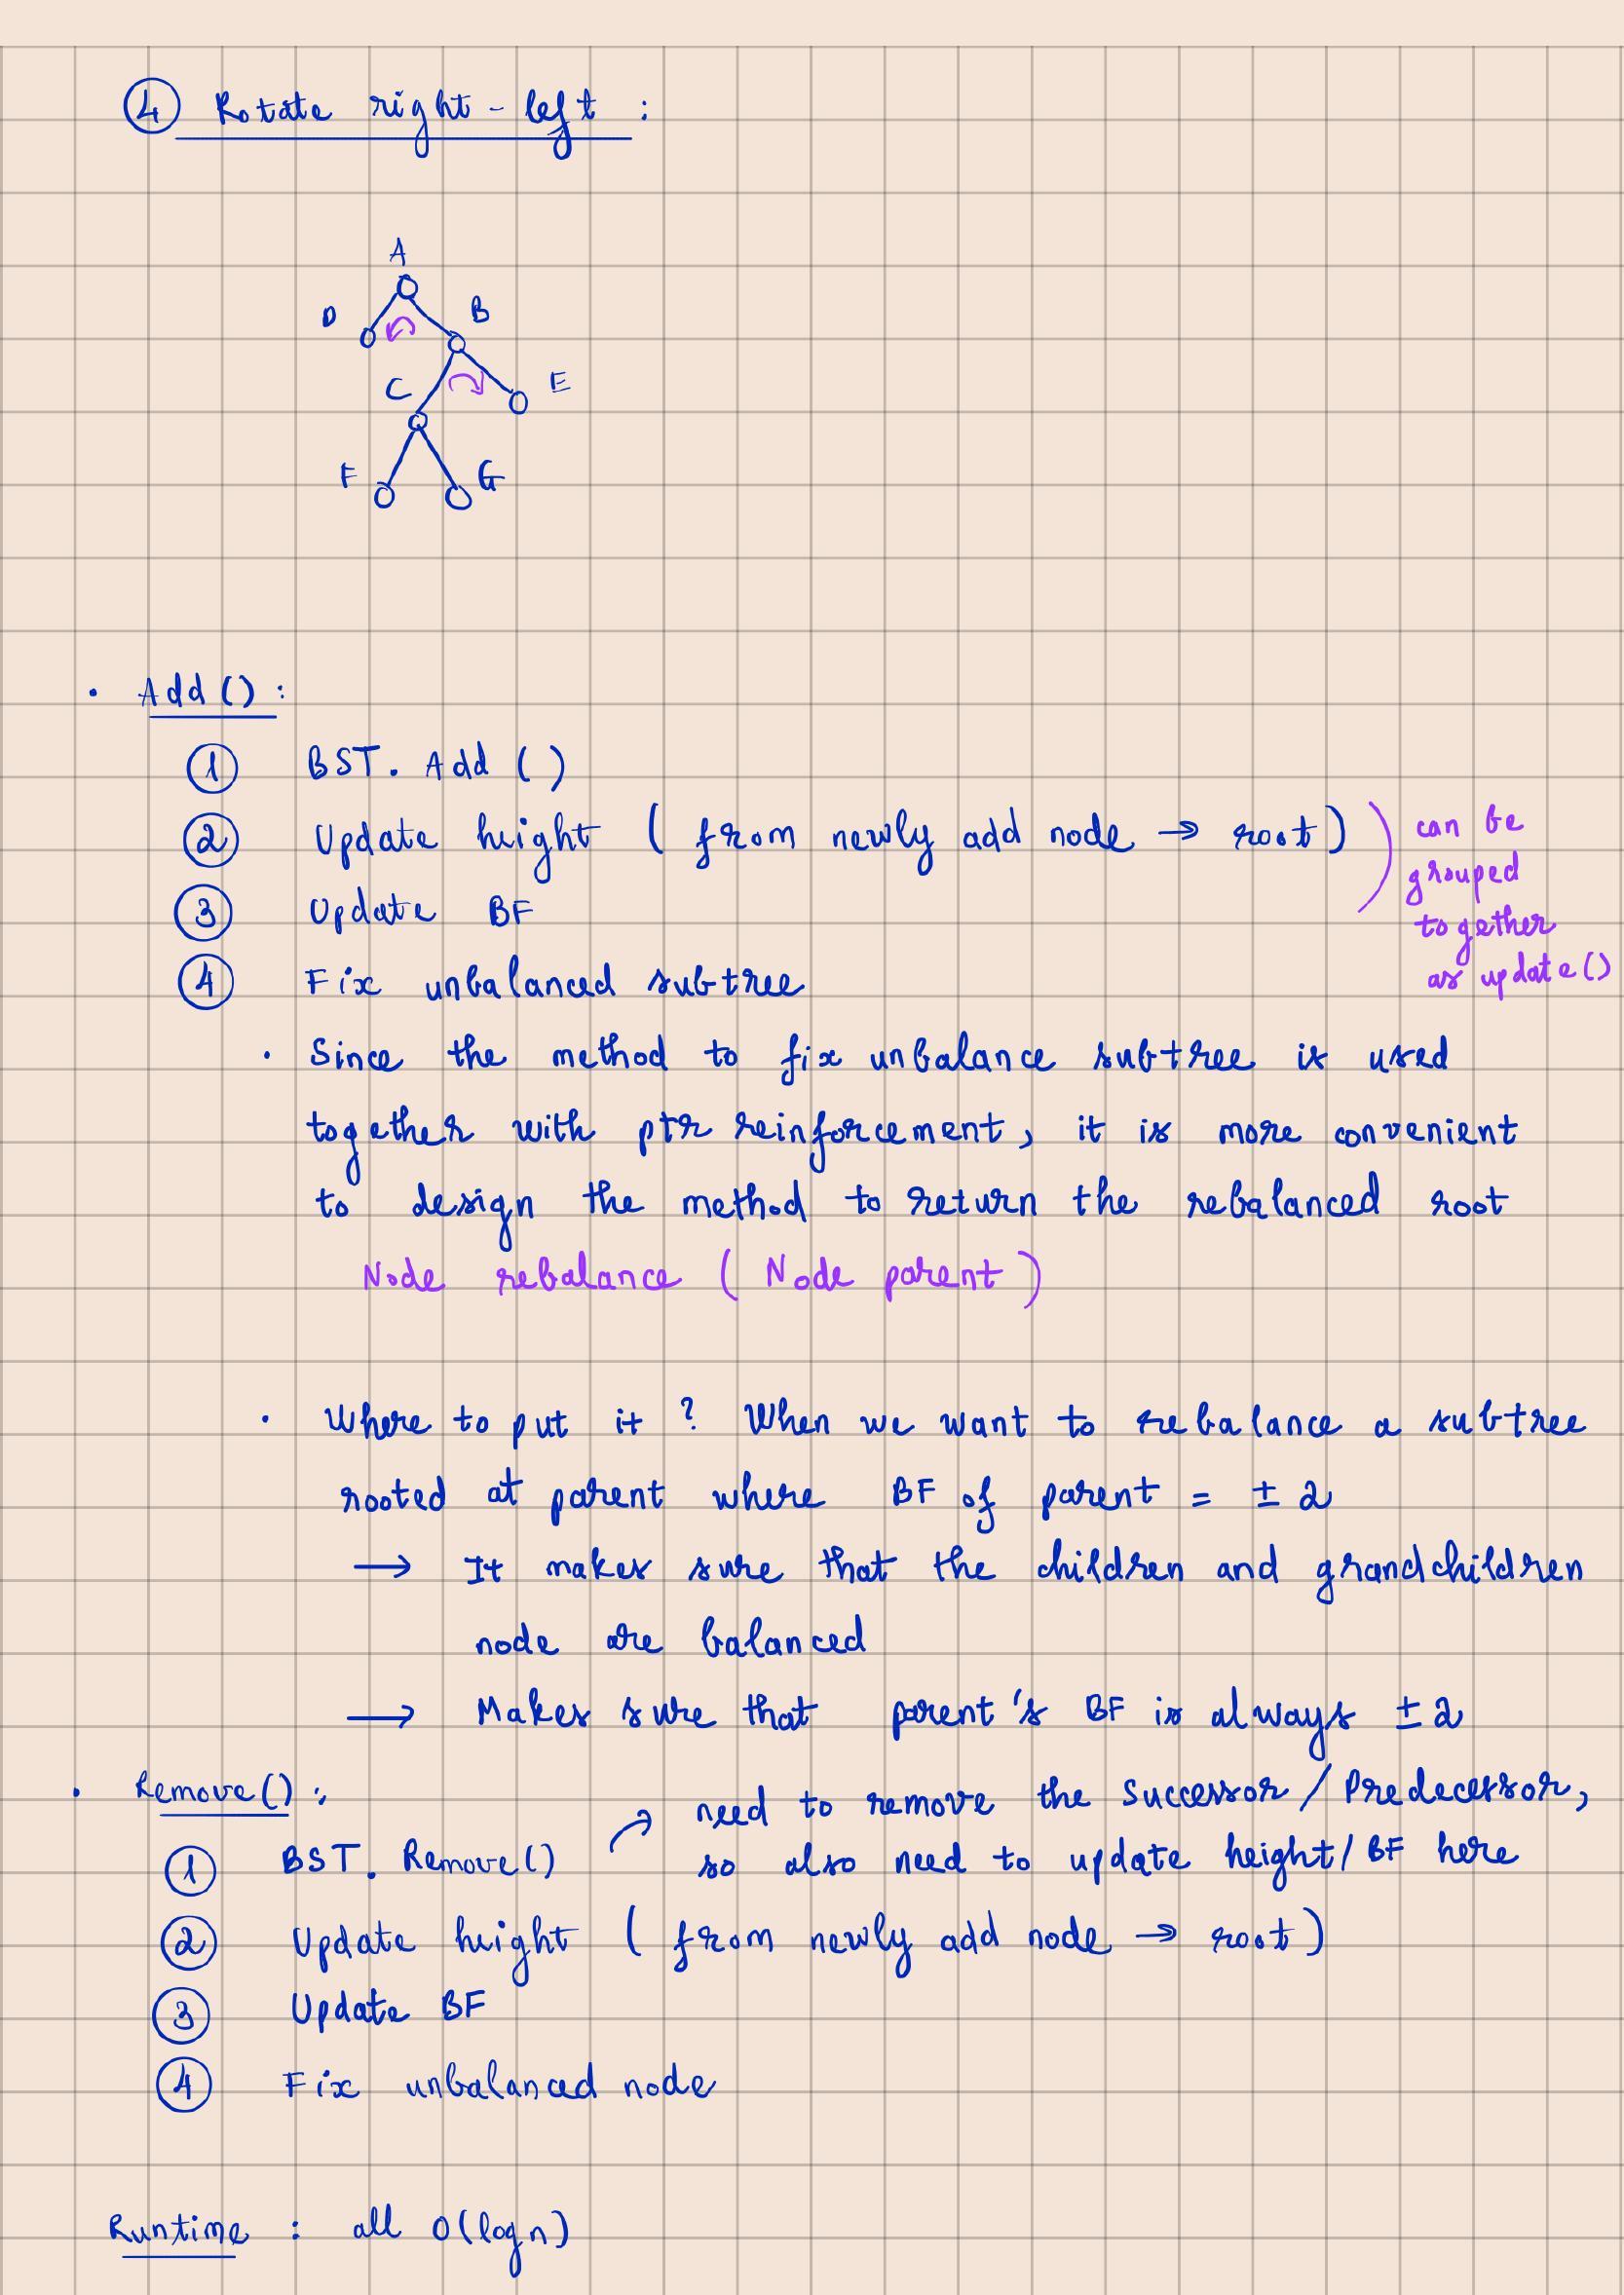 ④ Rotate right - left :
A
D
B
C
E
F
G
• Add () :
① BST. Add ()
② Update height ( from newly add node → root )
③ Update BF
④ Fix unbalanced subtree
can be
grouped
together
as update ()
• Since the method to fix unbalance subtree is used
together with ptr reinforcement, it is more convenient
to design the method to return the rebalanced root
Node rebalance ( Node parent )
• Where to put it ? When we want to rebalance a subtree
rooted at parent where BF of parent = ± 2
→ It makes sure that the children and grandchildren
node are balanced
→ Makes sure that parent's BF is always ± 2
• Remove() :
① BST. Remove()
↗ need to remove the Successor / Predecessor,
so also need to update height / BF here
② Update height ( from newly add node → root )
③ Update BF
④ Fix unbalanced node
Runtime : all O(log n)